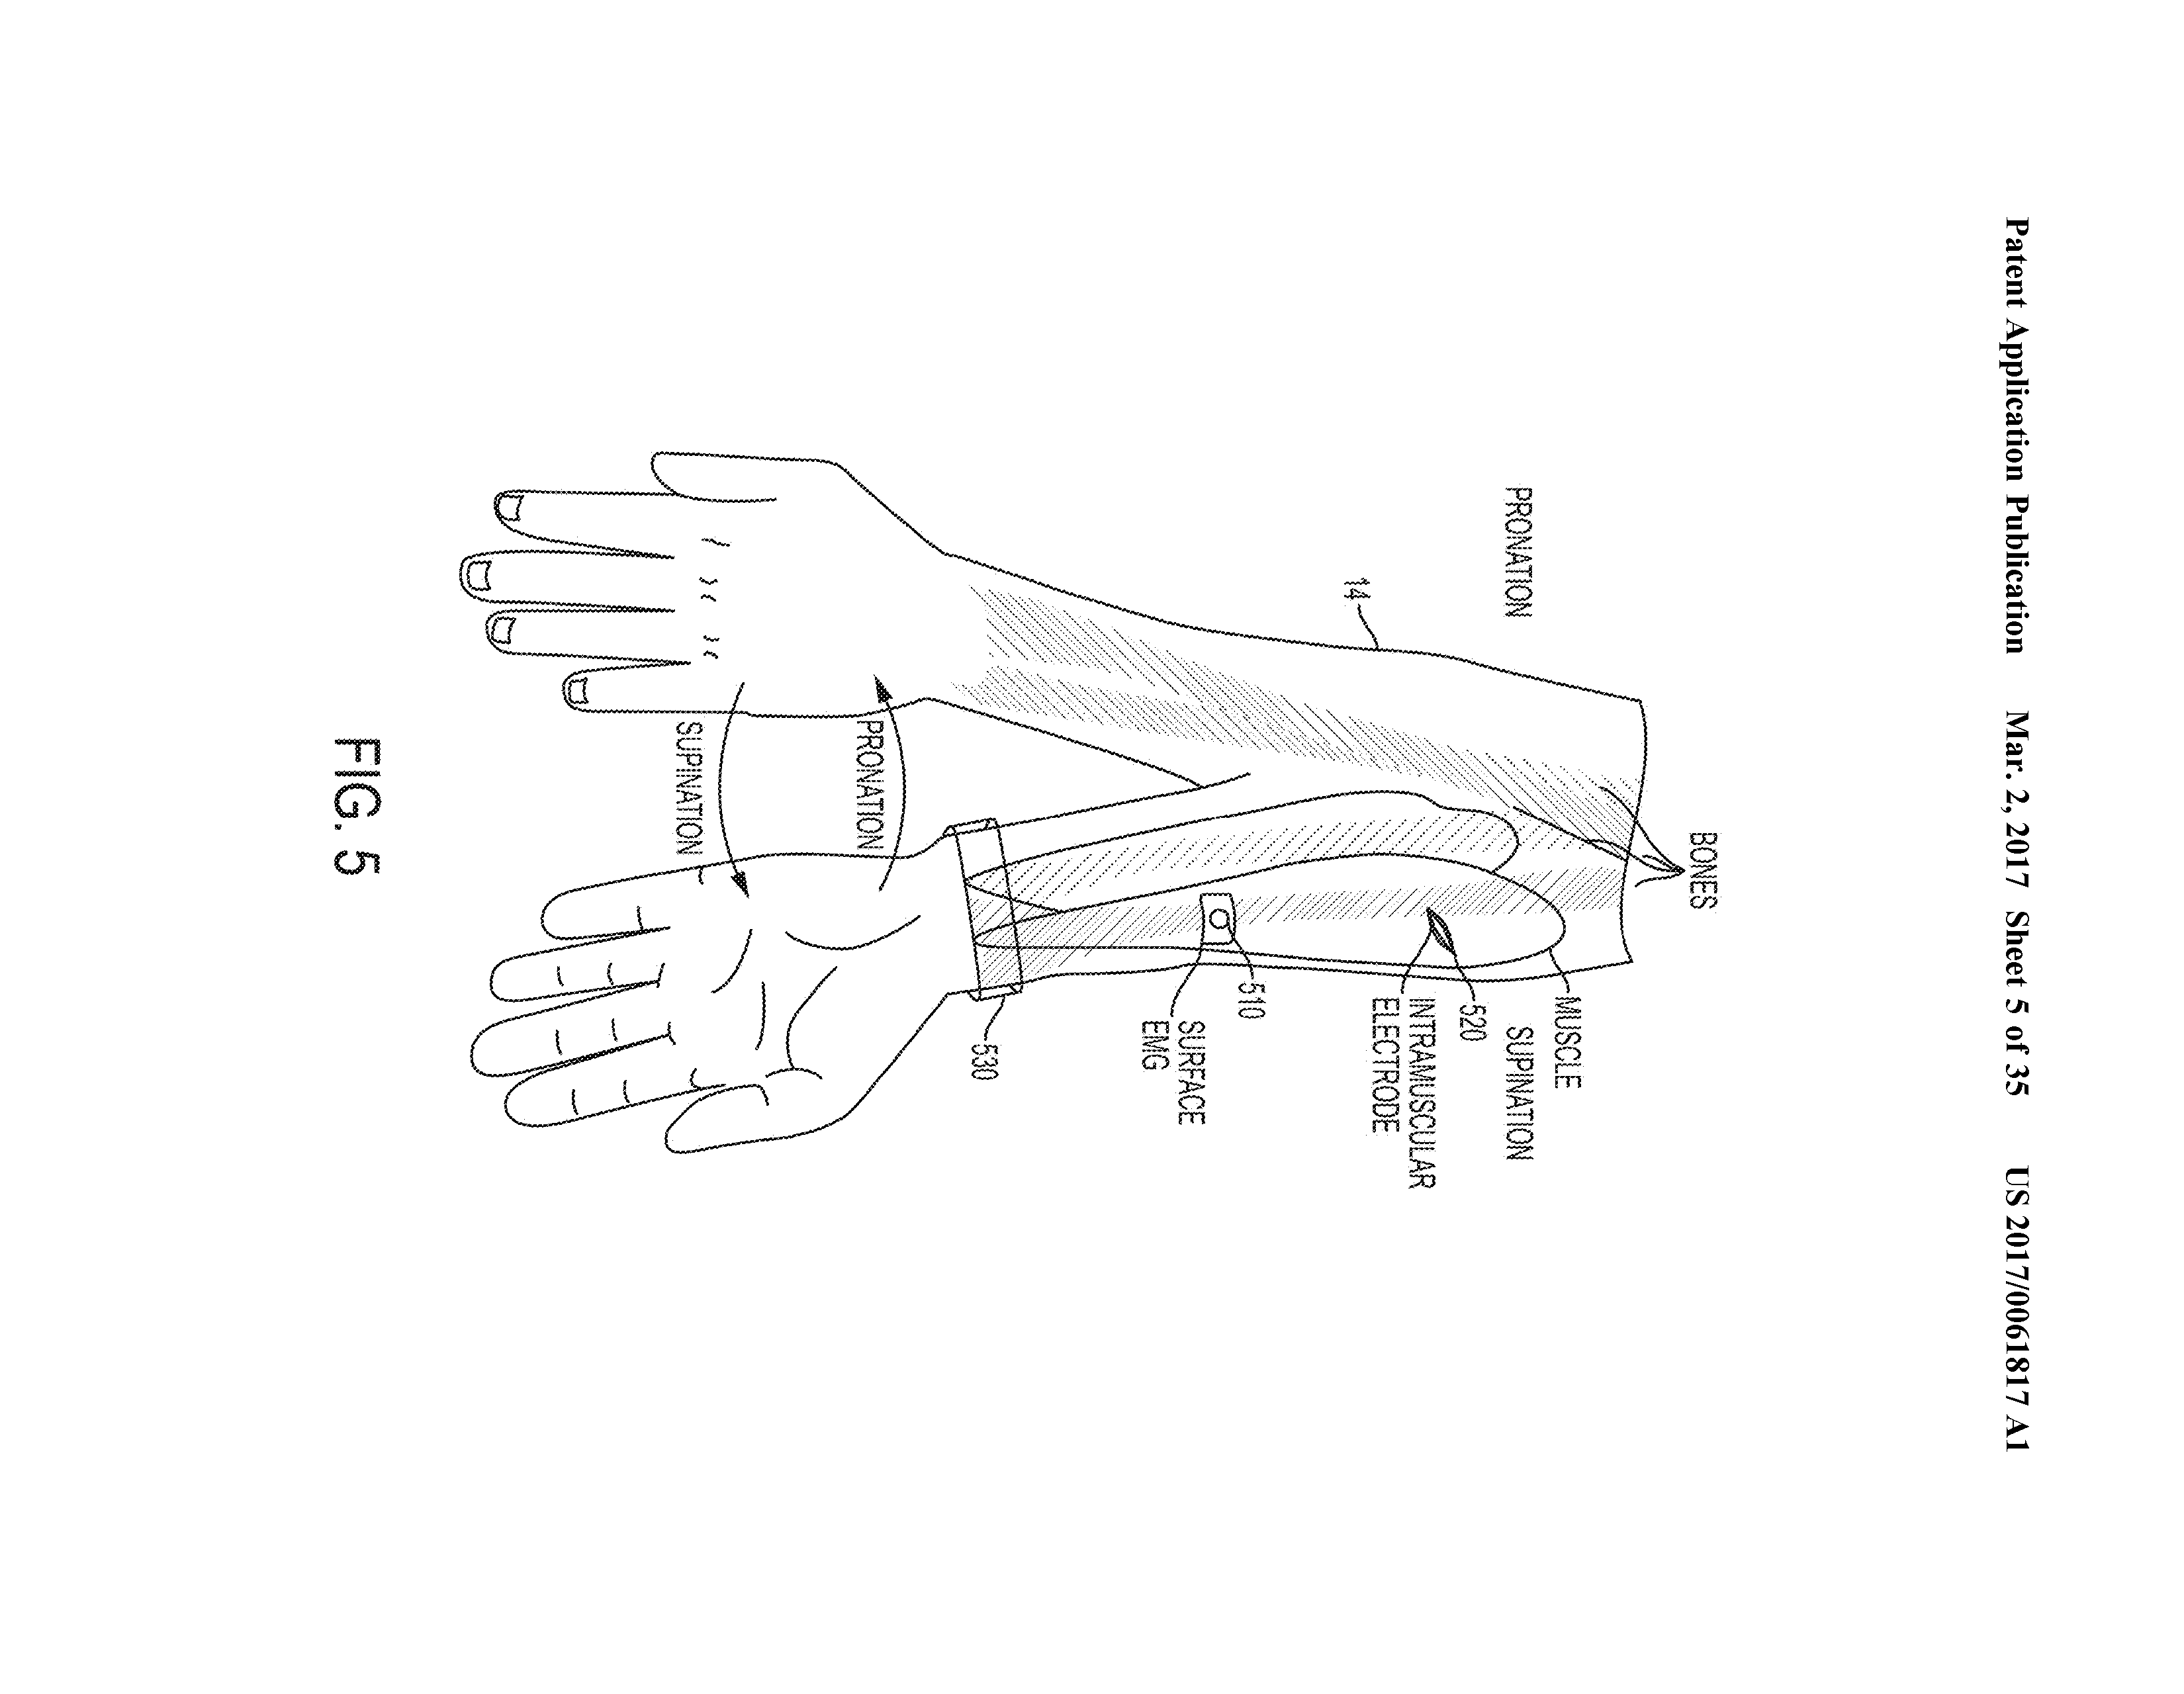 Patent Application Publication Mar. 2, 2017 Sheet 5 of 35 US 2017/0061817 A1
BONES
PRONATION
14
MUSCLE
SUPINATION
520
INTRAMUSCULAR
ELECTRODE
510
SURFACE
EMG
530
PRONATION
SUPINATION
FIG. 5